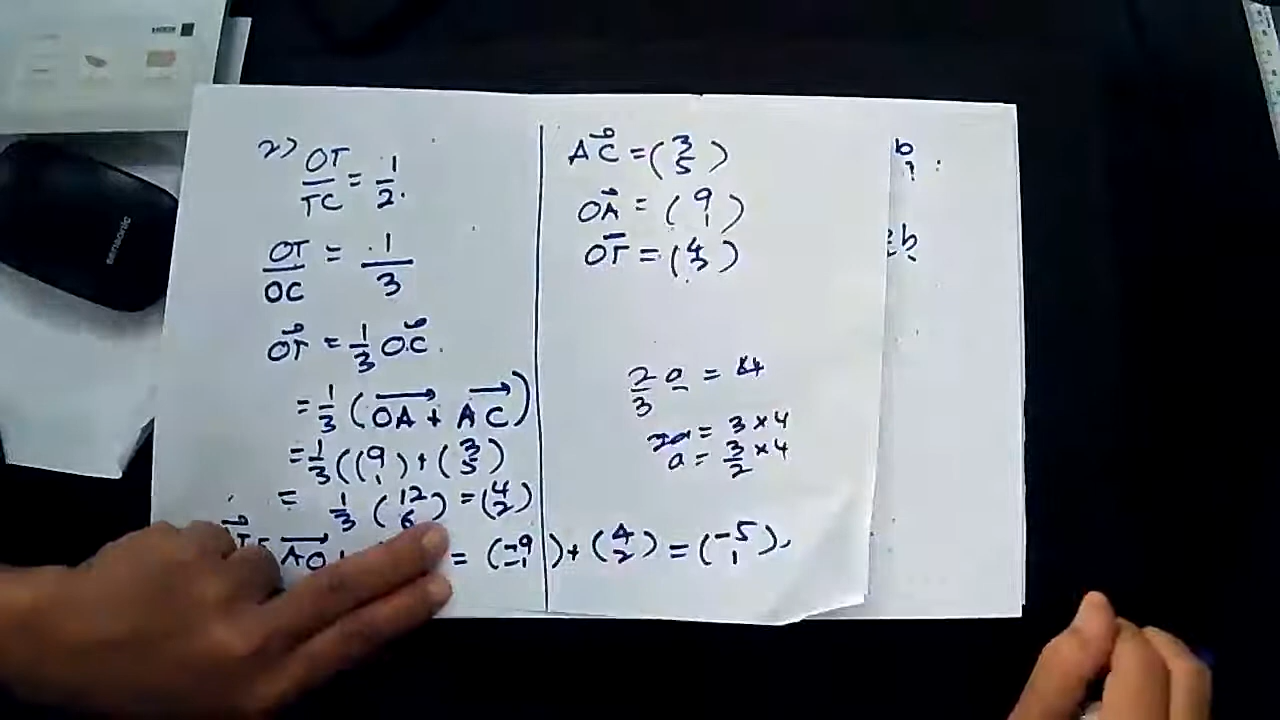 2) OT/TC = 1/2.
OT/OC = 1/3
OT = 1/3 OC.
= 1/3 (OA + AC)
= 1/3 ((9 1) + (3 5)
= 1/3 (12 6) = (4 2)
AO = (-9 -1) + (4 2) = (-5 1).
AC = (3 5)
OA = (9 1)
OT = (4 3)
2/3 a = 4
2a = 3 x 4
a = 3/2 x 4
b
b
sensonic